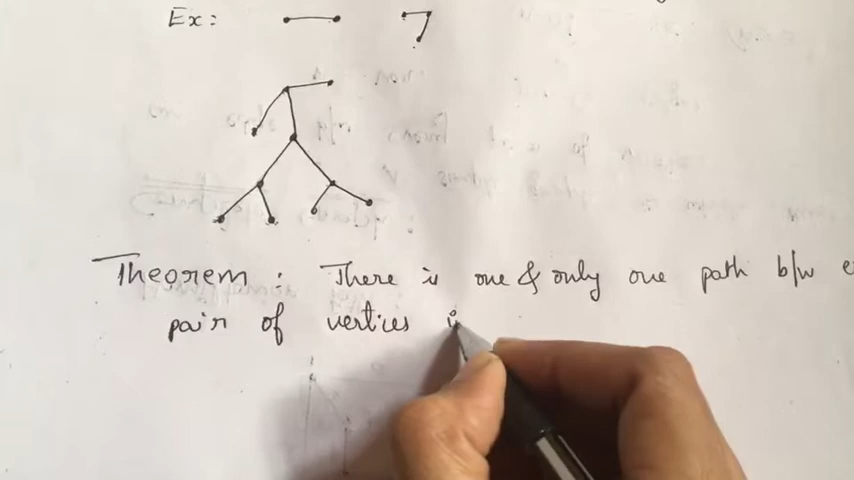 Ex:
Theorem : There is one & only one path b/w
pair of vertices